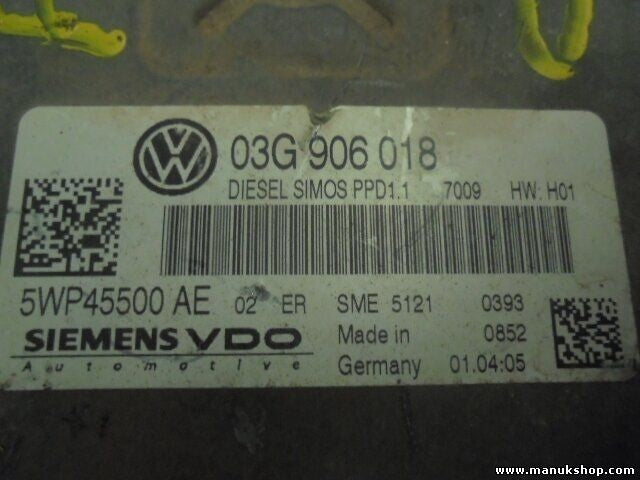 VW
03G 906 018
DIESEL SIMOS PPD1.1 7009 HW: H01
5WP45500 AE 02 ER SME 5121 0393
SIEMENS VDO Made in 0852
Automotive Germany 01.04:05
www.manukshop.com